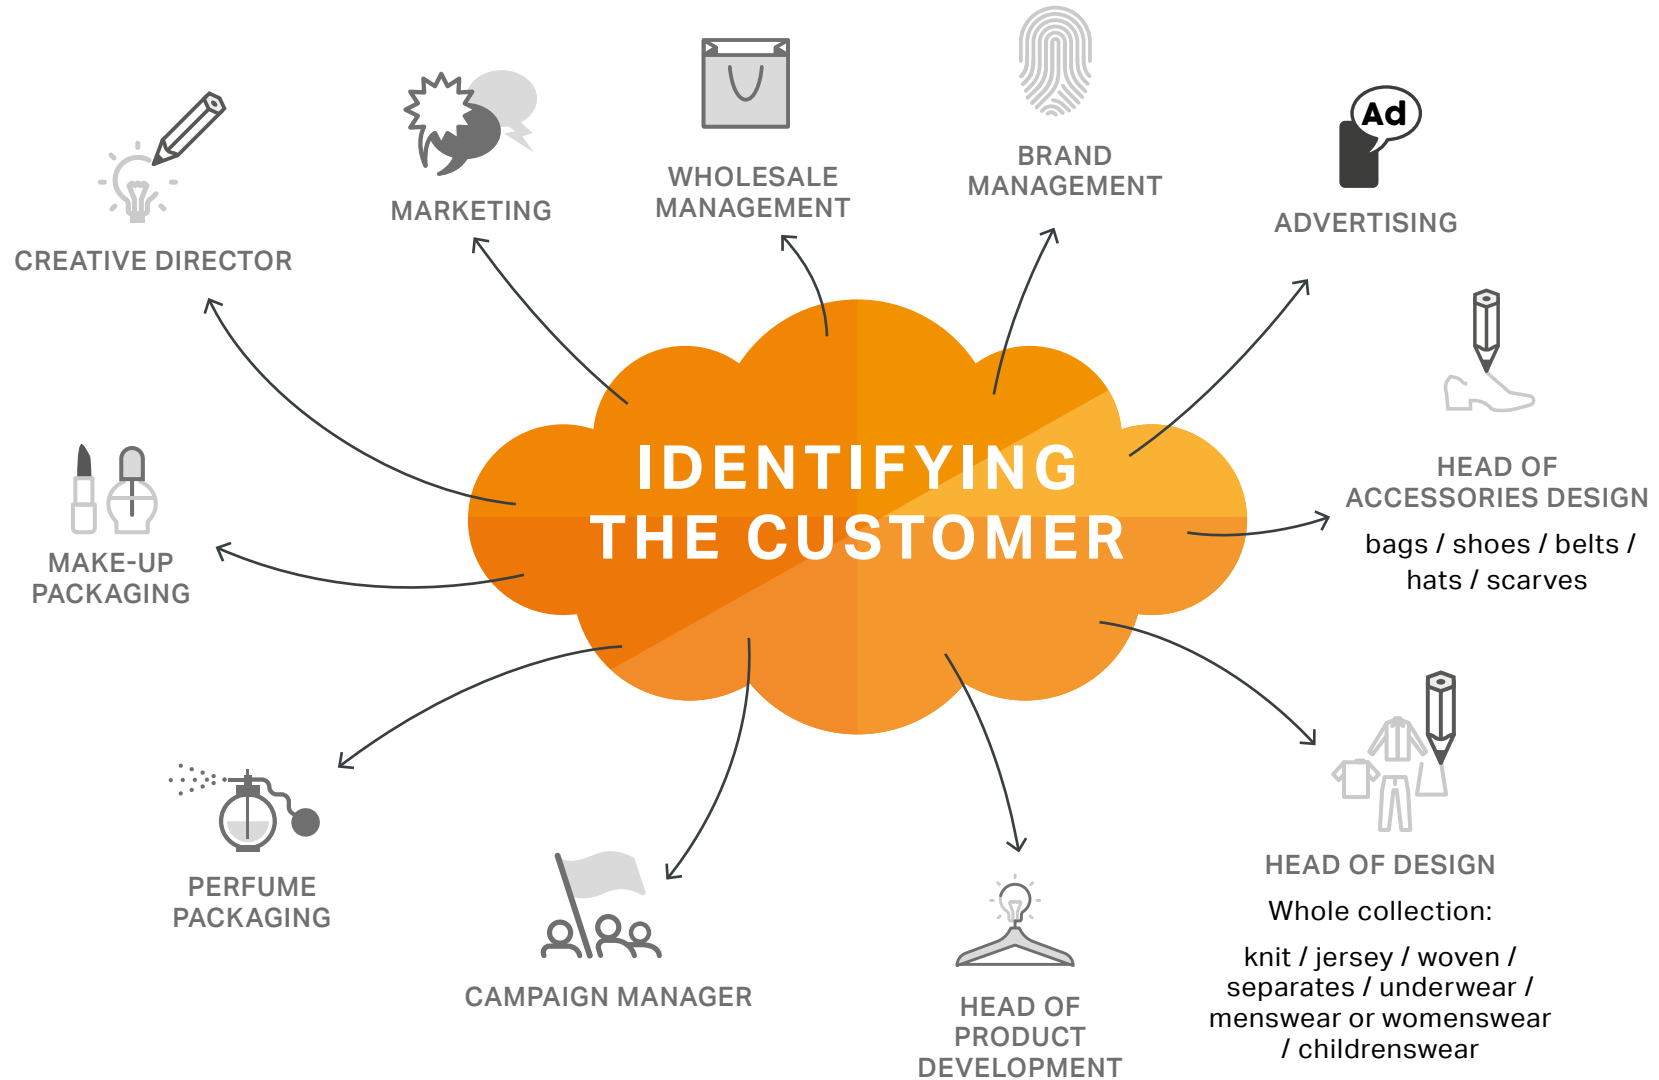 Ad
BRAND
MANAGEMENT
WHOLESALE
MANAGEMENT
MARKETING
ADVERTISING
CREATIVE DIRECTOR
IDENTIFYING
THE CUSTOMER
HEAD OF
ACCESSORIES DESIGN
bags / shoes / belts /
hats / scarves
MAKE-UP
PACKAGING
HEAD OF DESIGN
Whole collection:
knit / jersey / woven /
separates / underwear /
menswear or womenswear
/ childrenswear
PERFUME
PACKAGING
CAMPAIGN MANAGER
HEAD OF
PRODUCT
DEVELOPMENT